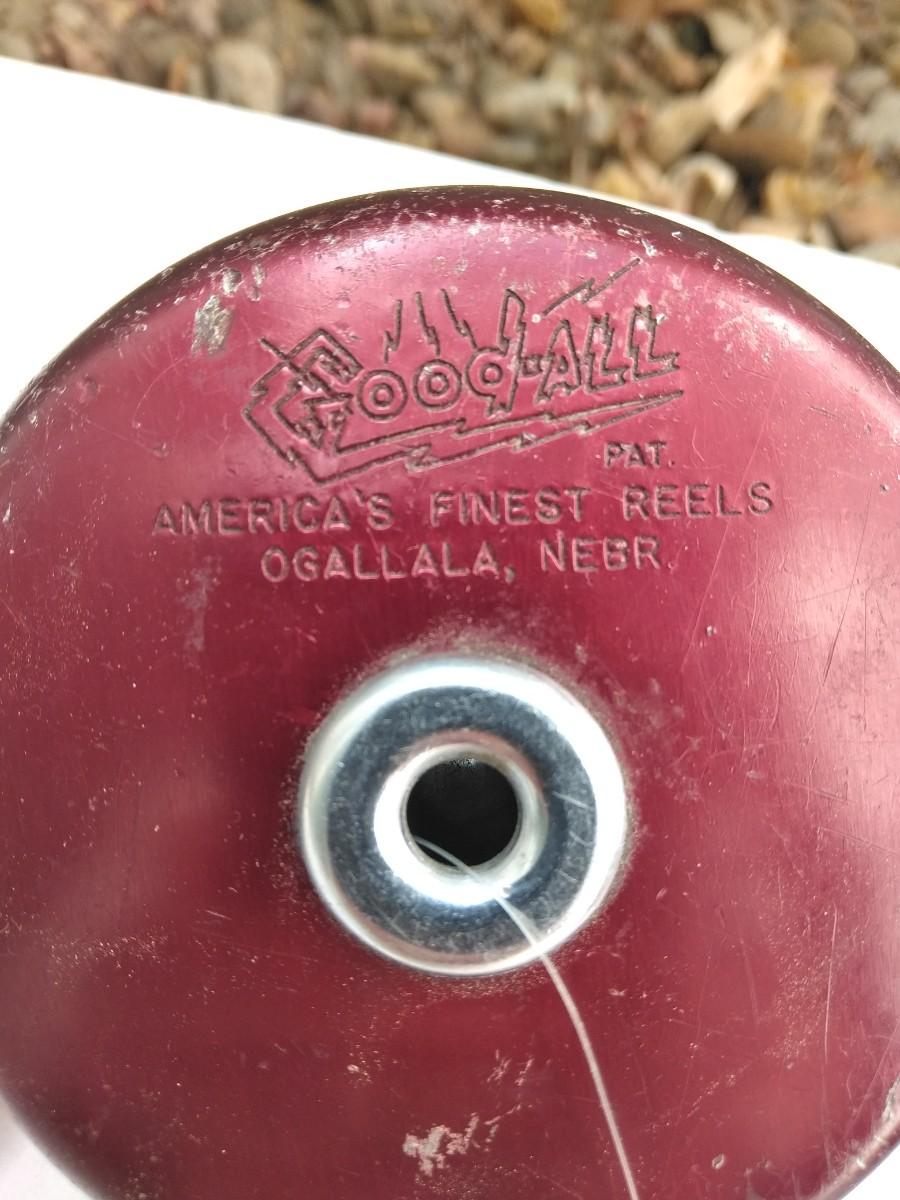 Good-All
PAT.
AMERICA'S FINEST REELS
OGALLALA, NEBR.